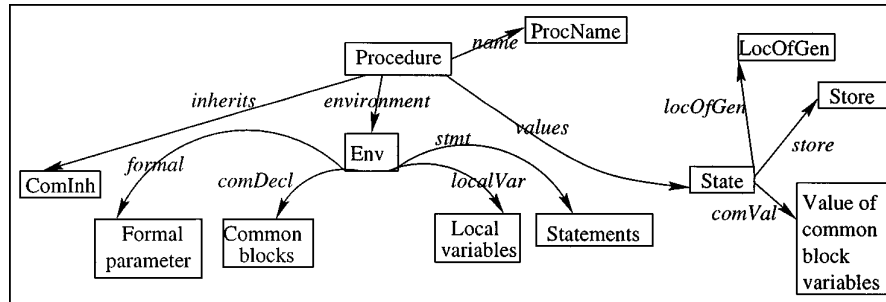 name
ProcName
Procedure
LocOfGen
inherits
environment
values
locOfGen
Store
formal
Env
stmt
store
ComInh
comDecl
localVar
State
comVal
Formal
parameter
Common
blocks
Local
variables
Statements
Value of
common
block
variables